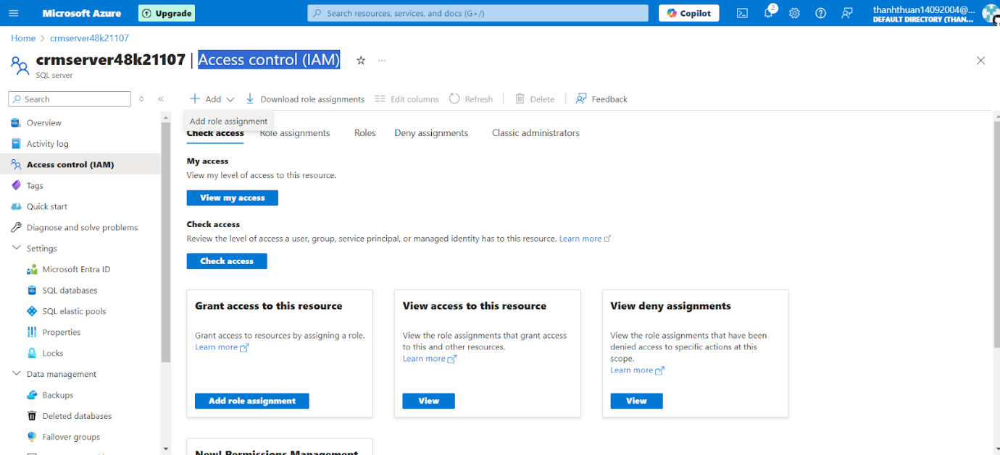 Microsoft Azure
Upgrade
Search resources, services, and docs (G+/)
Copilot
2
thanhthuan14092004@...
DEFAULT DIRECTORY (THAN...
Home > crmserver48k21107
crmserver48k21107 | Access control (IAM)
SQL server
Search
Add
Download role assignments
Edit columns
Refresh
Delete
Feedback
Add role assignment
Overview
Activity log
Access control (IAM)
Tags
Quick start
Diagnose and solve problems
Settings
Microsoft Entra ID
SQL databases
SQL elastic pools
Properties
Locks
Data management
Backups
Deleted databases
Failover groups
Check access
Role assignments
Roles
Deny assignments
Classic administrators
My access
View my level of access to this resource.
View my access
Check access
Review the level of access a user, group, service principal, or managed identity has to this resource. Learn more
Check access
Grant access to this resource
Grant access to resources by assigning a role.
Learn more
Add role assignment
View access to this resource
View the role assignments that grant access
to this and other resources.
Learn more
View
View deny assignments
View the role assignments that have been
denied access to specific actions at this
scope.
Learn more
View
New! Permissions Management